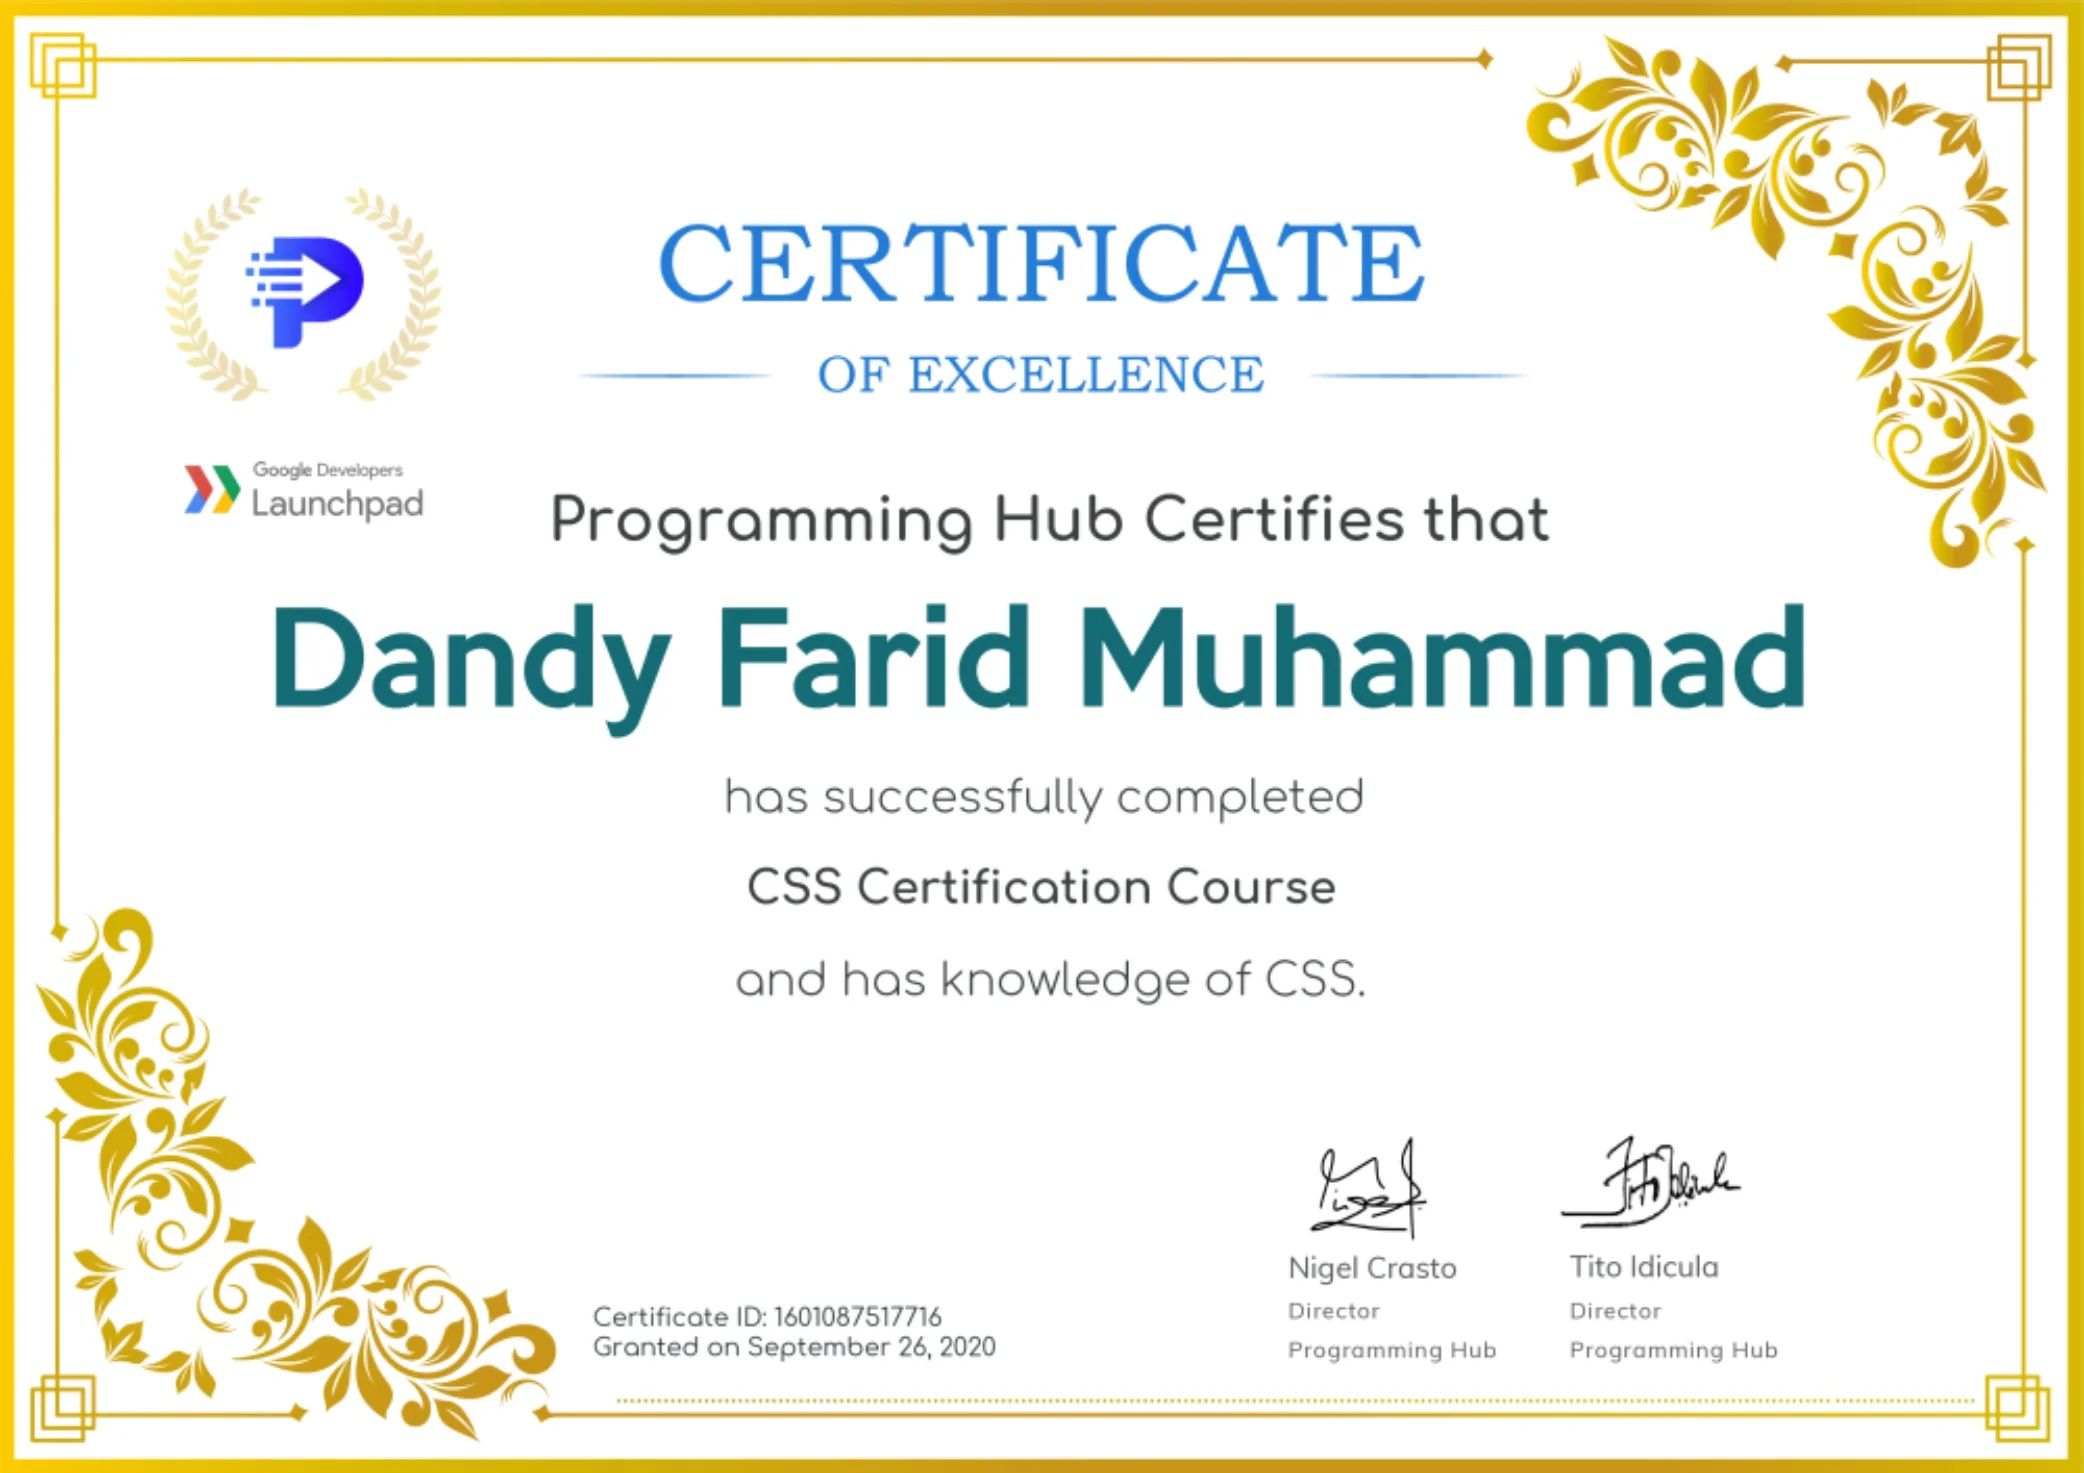 CERTIFICATE
OF EXCELLENCE
Google Developers
Launchpad
Programming Hub Certifies that
Dandy Farid Muhammad
has successfully completed
CSS Certification Course
and has knowledge of CSS.
Certificate ID: 1601087517716
Granted on September 26, 2020
Nigel Crasto
Director
Programming Hub
Tito Idicula
Director
Programming Hub